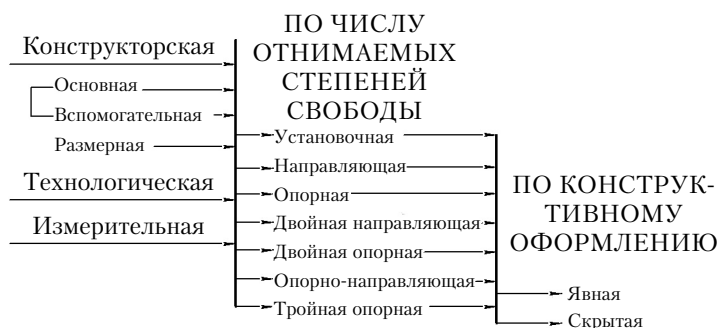 Конструкторская
Основная
Вспомогательная
Размерная
Технологическая
Измерительная
ПО ЧИСЛУ
ОТНИМАЕМЫХ
СТЕПЕНЕЙ
СВОБОДЫ
Установочная
Направляющая
Опорная
Двойная направляющая
Двойная опорная
Опорно-направляющая
Тройная опорная
ПО КОНСТРУК-
ТИВНОМУ
ОФОРМЛЕНИЮ
Явная
Скрытая